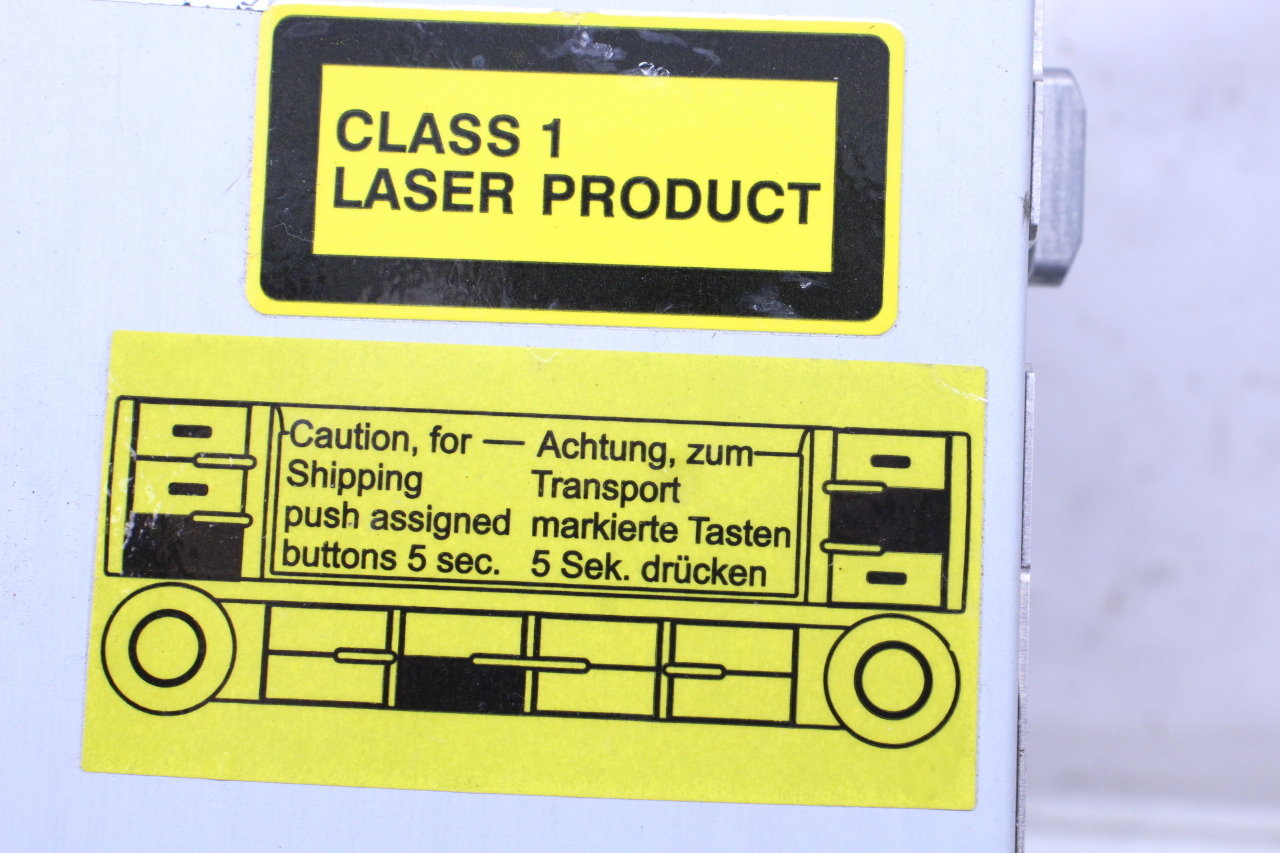 CLASS 1
LASER PRODUCT
Caution, for
Shipping
push assigned
buttons 5 sec.
Achtung, zum
Transport
markierte Tasten
5 Sek. drücken